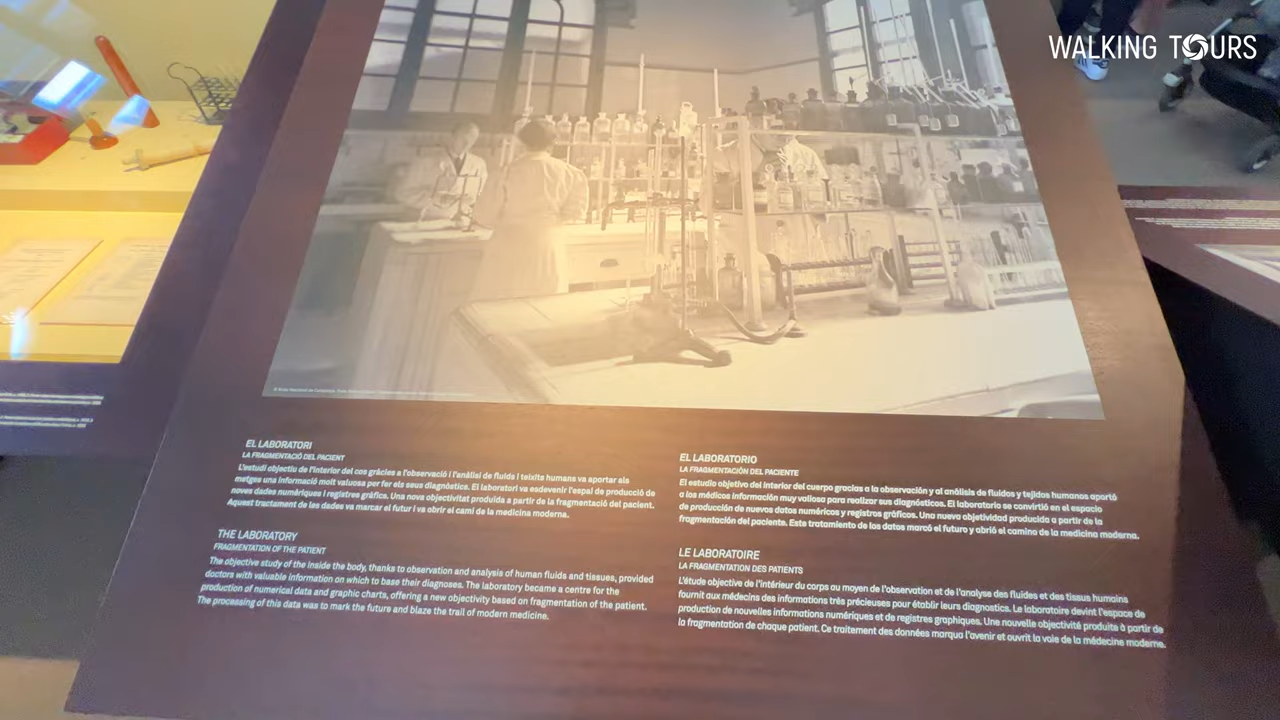 WALKING TOURS
EL LABORATORI
LA FRAGMENTACIÓ DEL PACIENT
L'estudi objectiu de l'interior del cos gràcies a l'observació i l'anàlisi de fluids i teixits humans va aportar als
metges una informació molt valuosa per fer els seus diagnòstics. El laboratori va esdevenir l'espai de producció de
noves dades numèriques i registres gràfics. Una nova objectivitat produïda a partir de la fragmentació del pacient.
Aquest tractament de les dades va marcar el futur i va obrir el camí de la medicina moderna.
THE LABORATORY
FRAGMENTATION OF THE PATIENT
The objective study of the inside the body, thanks to observation and analysis of human fluids and tissues, provided
doctors with valuable information on which to base their diagnoses. The laboratory became a centre for the
production of numerical data and graphic charts, offering a new objectivity based on fragmentation of the patient.
The processing of this data was to mark the future and blaze the trail of modern medicine.
EL LABORATORIO
LA FRAGMENTACIÓN DEL PACIENTE
El estudio objetivo del interior del cuerpo gracias a la observación y al análisis de fluidos y tejidos humanos aportó
a los médicos información muy valiosa para realizar sus diagnósticos. El laboratorio se convirtió en el espacio
de producción de nuevos datos numéricos y registros gráficos. Una nueva objetividad producida a partir de la
fragmentación del paciente. Este tratamiento de los datos marcó el futuro y abrió el camino de la medicina moderna.
LE LABORATOIRE
LA FRAGMENTATION DES PATIENTS
L'étude objective de l'intérieur du corps au moyen de l'observation et de l'analyse des fluides et des tissus humains
fournit aux médecins des informations très précieuses pour établir leurs diagnostics. Le laboratoire devint l'espace de
production de nouvelles informations numériques et de registres graphiques. Une nouvelle objectivité produite à partir de
la fragmentation de chaque patient. Ce traitement des données marqua l'avenir et ouvrit la voie de la médecine moderne.